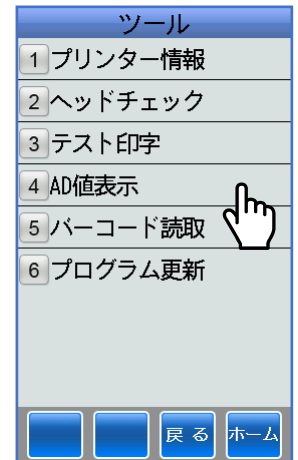 ツール
1 プリンター情報
2 ヘッドチェック
3 テスト印字
4 AD値表示
5 バーコード読取
6 プログラム更新
戻る ホーム